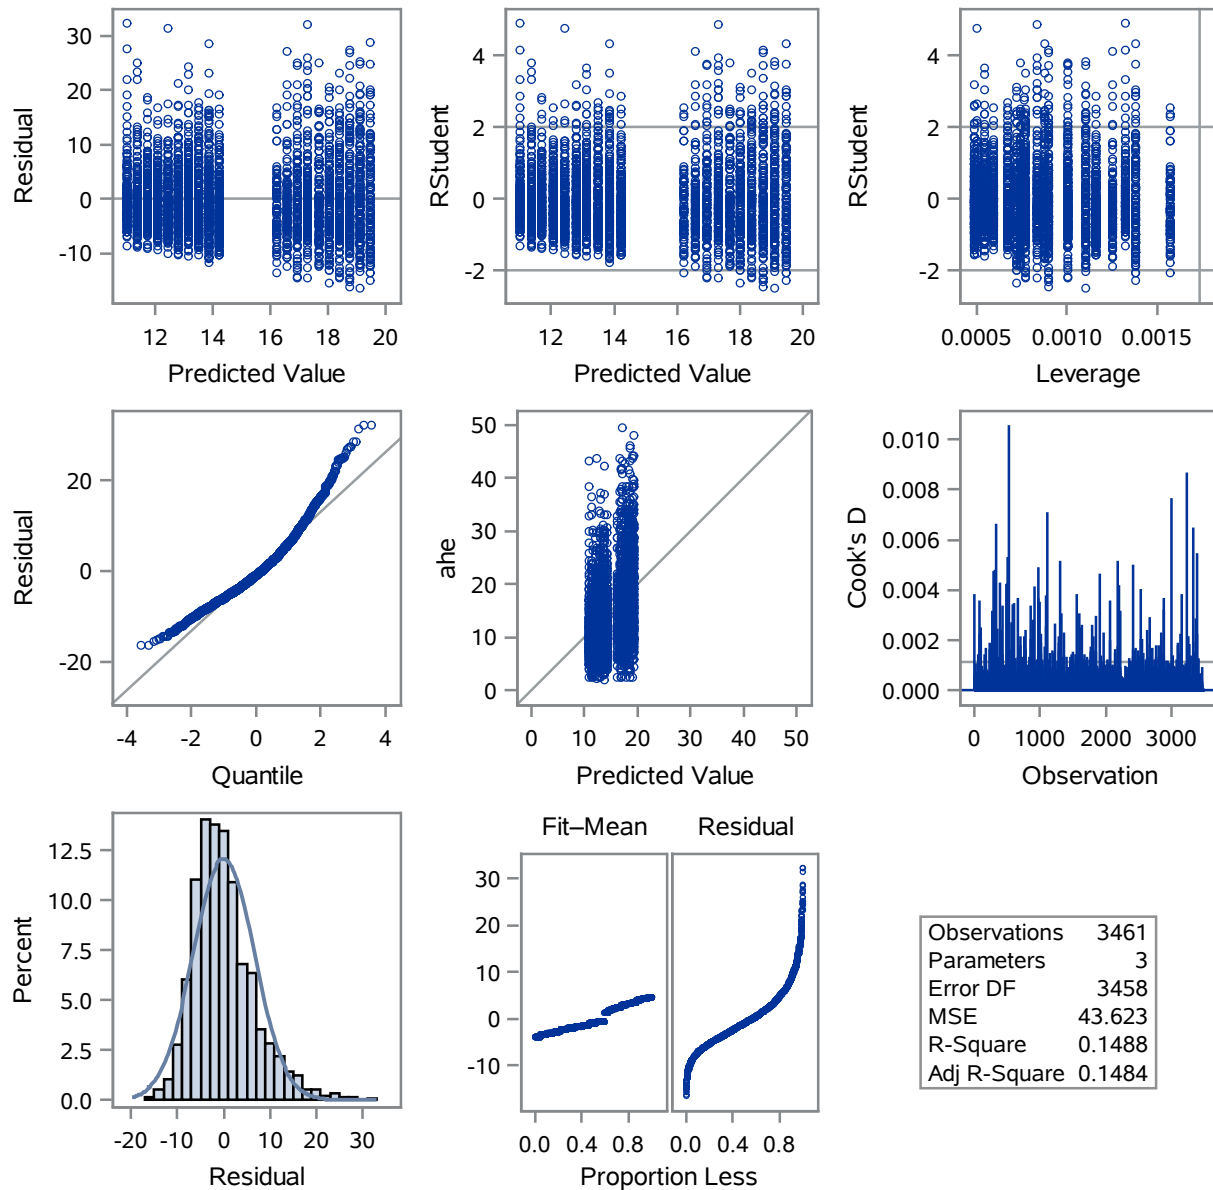 30
20
10
0
-10
Residual
12 14 16 18 20
Predicted Value
4
2
0
-2
RStudent
12 14 16 18 20
Predicted Value
4
2
0
-2
RStudent
0.0005 0.0010 0.0015
Leverage
20
0
-20
Residual
-4 -2 0 2 4
Quantile
50
40
30
20
10
0
ahe
0 10 20 30 40 50
Predicted Value
0.010
0.008
0.006
0.004
0.002
0.000
Cook's D
0 1000 2000 3000
Observation
12.5
10.0
7.5
5.0
2.5
0.0
Percent
-20 -10 0 10 20 30
Residual
Fit–Mean Residual
30
20
10
0
-10
0.0 0.4 0.8 0.0 0.4 0.8
Proportion Less
Observations 3461
Parameters 3
Error DF 3458
MSE 43.623
R-Square 0.1488
Adj R-Square 0.1484